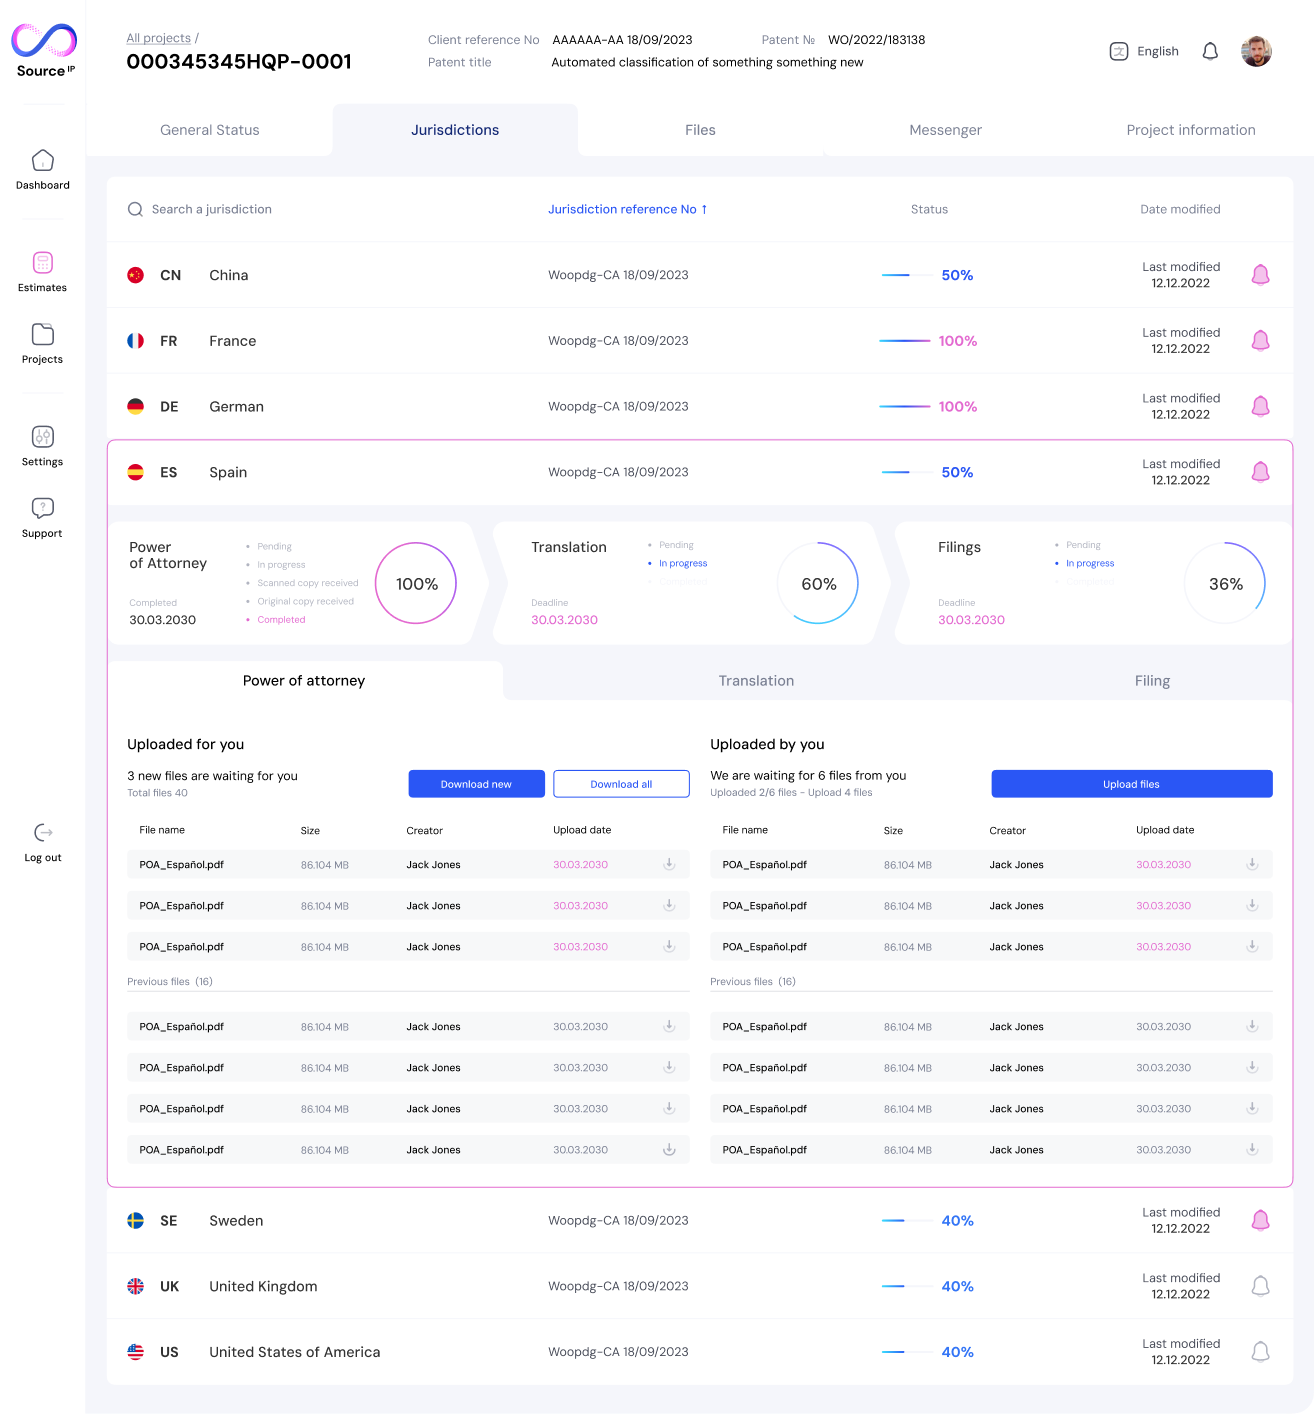 Source IP
Dashboard
Estimates
Projects
Settings
Support
Log out
All projects /
000345345HQP-0001
Client reference No AAAAAA-AA 18/09/2023 Patent № WO/2022/183138
Patent title Automated classification of something something new
English
General Status Jurisdictions Files Messenger Project information
Search a jurisdiction Jurisdiction reference No ↑ Status Date modified
CN China Woopdg-CA 18/09/2023 50% Last modified
12.12.2022
FR France Woopdg-CA 18/09/2023 100% Last modified
12.12.2022
DE German Woopdg-CA 18/09/2023 100% Last modified
12.12.2022
ES Spain Woopdg-CA 18/09/2023 50% Last modified
12.12.2022
Power
of Attorney
Completed
30.03.2030
Pending
In progress
Scanned copy received
Original copy received
Completed
100%
Translation
Deadline
30.03.2030
Pending
In progress
Completed
60%
Filings
Deadline
30.03.2030
Pending
In progress
Completed
36%
Power of attorney Translation Filing
Uploaded for you
3 new files are waiting for you
Total files 40
Download new Download all
File name Size Creator Upload date
POA_Español.pdf 86.104 MB Jack Jones 30.03.2030
POA_Español.pdf 86.104 MB Jack Jones 30.03.2030
POA_Español.pdf 86.104 MB Jack Jones 30.03.2030
Previous files (16)
POA_Español.pdf 86.104 MB Jack Jones 30.03.2030
POA_Español.pdf 86.104 MB Jack Jones 30.03.2030
POA_Español.pdf 86.104 MB Jack Jones 30.03.2030
POA_Español.pdf 86.104 MB Jack Jones 30.03.2030
Uploaded by you
We are waiting for 6 files from you
Uploaded 2/6 files - Upload 4 files
Upload files
File name Size Creator Upload date
POA_Español.pdf 86.104 MB Jack Jones 30.03.2030
POA_Español.pdf 86.104 MB Jack Jones 30.03.2030
POA_Español.pdf 86.104 MB Jack Jones 30.03.2030
Previous files (16)
POA_Español.pdf 86.104 MB Jack Jones 30.03.2030
POA_Español.pdf 86.104 MB Jack Jones 30.03.2030
POA_Español.pdf 86.104 MB Jack Jones 30.03.2030
POA_Español.pdf 86.104 MB Jack Jones 30.03.2030
SE Sweden Woopdg-CA 18/09/2023 40% Last modified
12.12.2022
UK United Kingdom Woopdg-CA 18/09/2023 40% Last modified
12.12.2022
US United States of America Woopdg-CA 18/09/2023 40% Last modified
12.12.2022